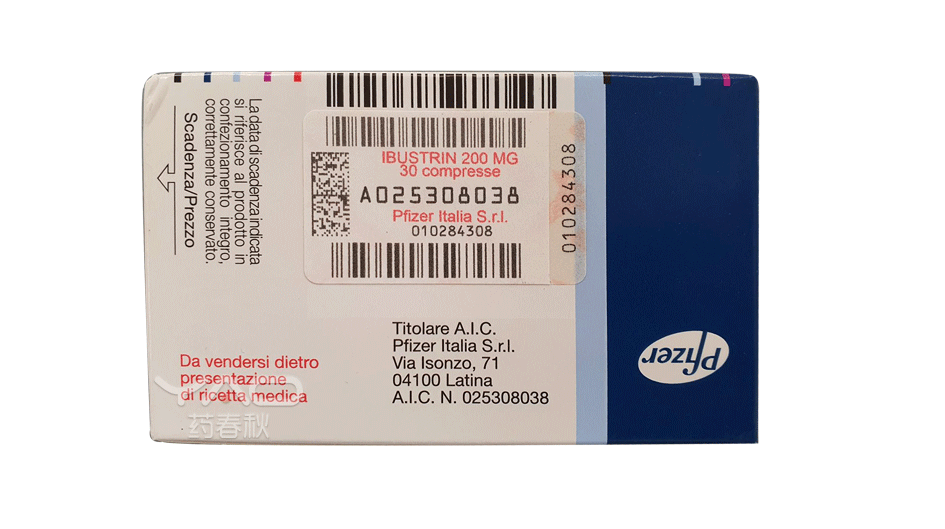 La data di scadenza indicata
si riferisce al prodotto in
confezionamento integro,
correttamente conservato.
Scadenza/Prezzo
IBUSTRIN 200 MG
30 compresse
A025308038
Pfizer Italia S.r.l.
010284308
010284308
Titolare A.I.C.
Pfizer Italia S.r.l.
Via Isonzo, 71
04100 Latina
A.I.C. N. 025308038
Da vendersi dietro
presentazione
di ricetta medica
YAO
药春秋
Pfizer